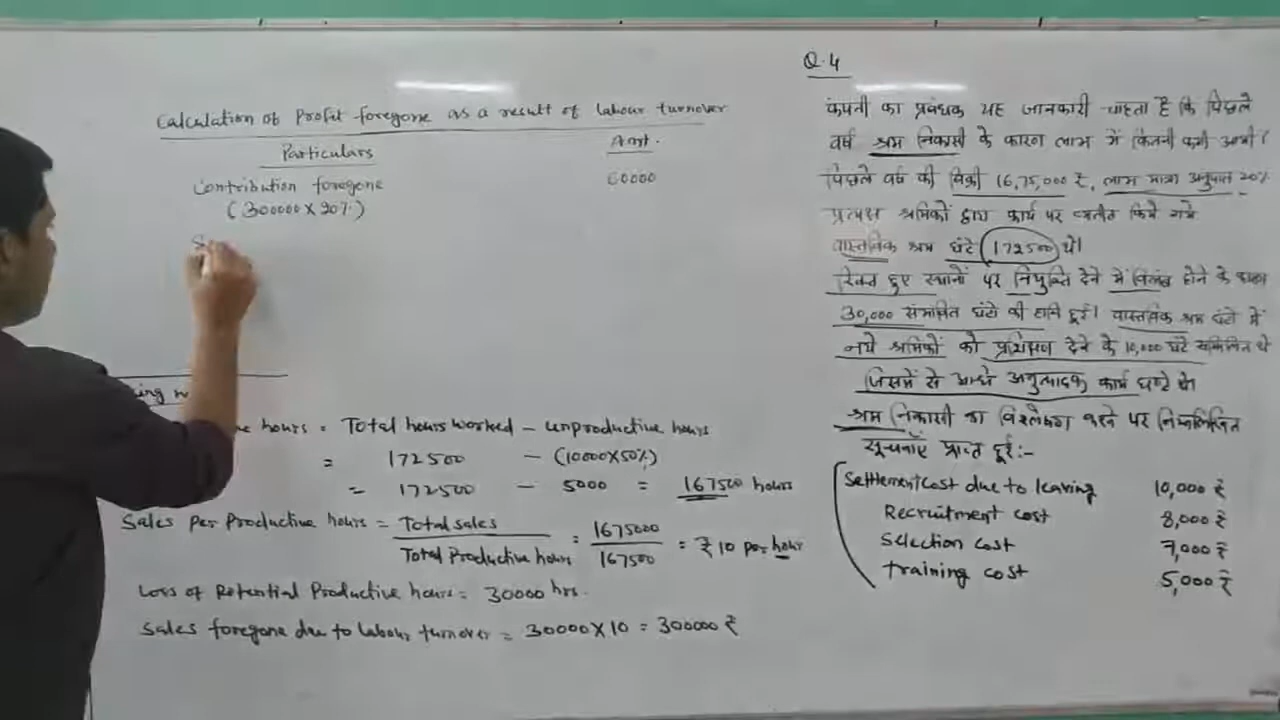 Calculation of Profit foregone as a result of labour turnover
Particulars
Amt.
Contribution foregone
60000
(300000 X 20%)
S
ing n
e hours = Total hours worked - unproductive hours
= 172500 - (10000X50%)
= 172500 - 5000 = 167500 hours
Sales per Productive hours = Total sales / Total Productive hours = 1675000 / 167500 = ₹10 per hour
Loss of Potential Productive hours = 30000 hrs.
Sales foregone due to labour turnover = 30000X10 = 300000 ₹
Q.4
कंपनी का प्रबंधक यह जानकारी चाहता है कि पिछले
वर्ष श्रम निकासी के कारण लाभ में कितनी कमी आयी।
पिछले वर्ष की बिक्री 16,75,000 ₹, लाभ मात्रा अनुपात 20%
प्रत्यक्ष श्रमिकों द्वारा कार्य पर व्यतीत किये गये
वास्तविक श्रम घंटे 172500 थे।
रिक्त हुए स्थानों पर नियुक्ति देने में विलंब होने के कारण
30,000 संभावित घंटो की हानि हुई। वास्तविक श्रम घंटो में
नये श्रमिकों को प्रशिक्षण देने के 10,000 घंटे सम्मिलित थे
जिसमें से आधे अनुत्पादक कार्य घण्टे थे।
श्रम निकासी का विश्लेषण करने पर निम्नलिखित
सूचनाएँ प्राप्त हुई:-
Settlement cost due to leaving 10,000 ₹
Recruitment cost 8,000 ₹
Selection cost 7,000 ₹
training cost 5,000 ₹